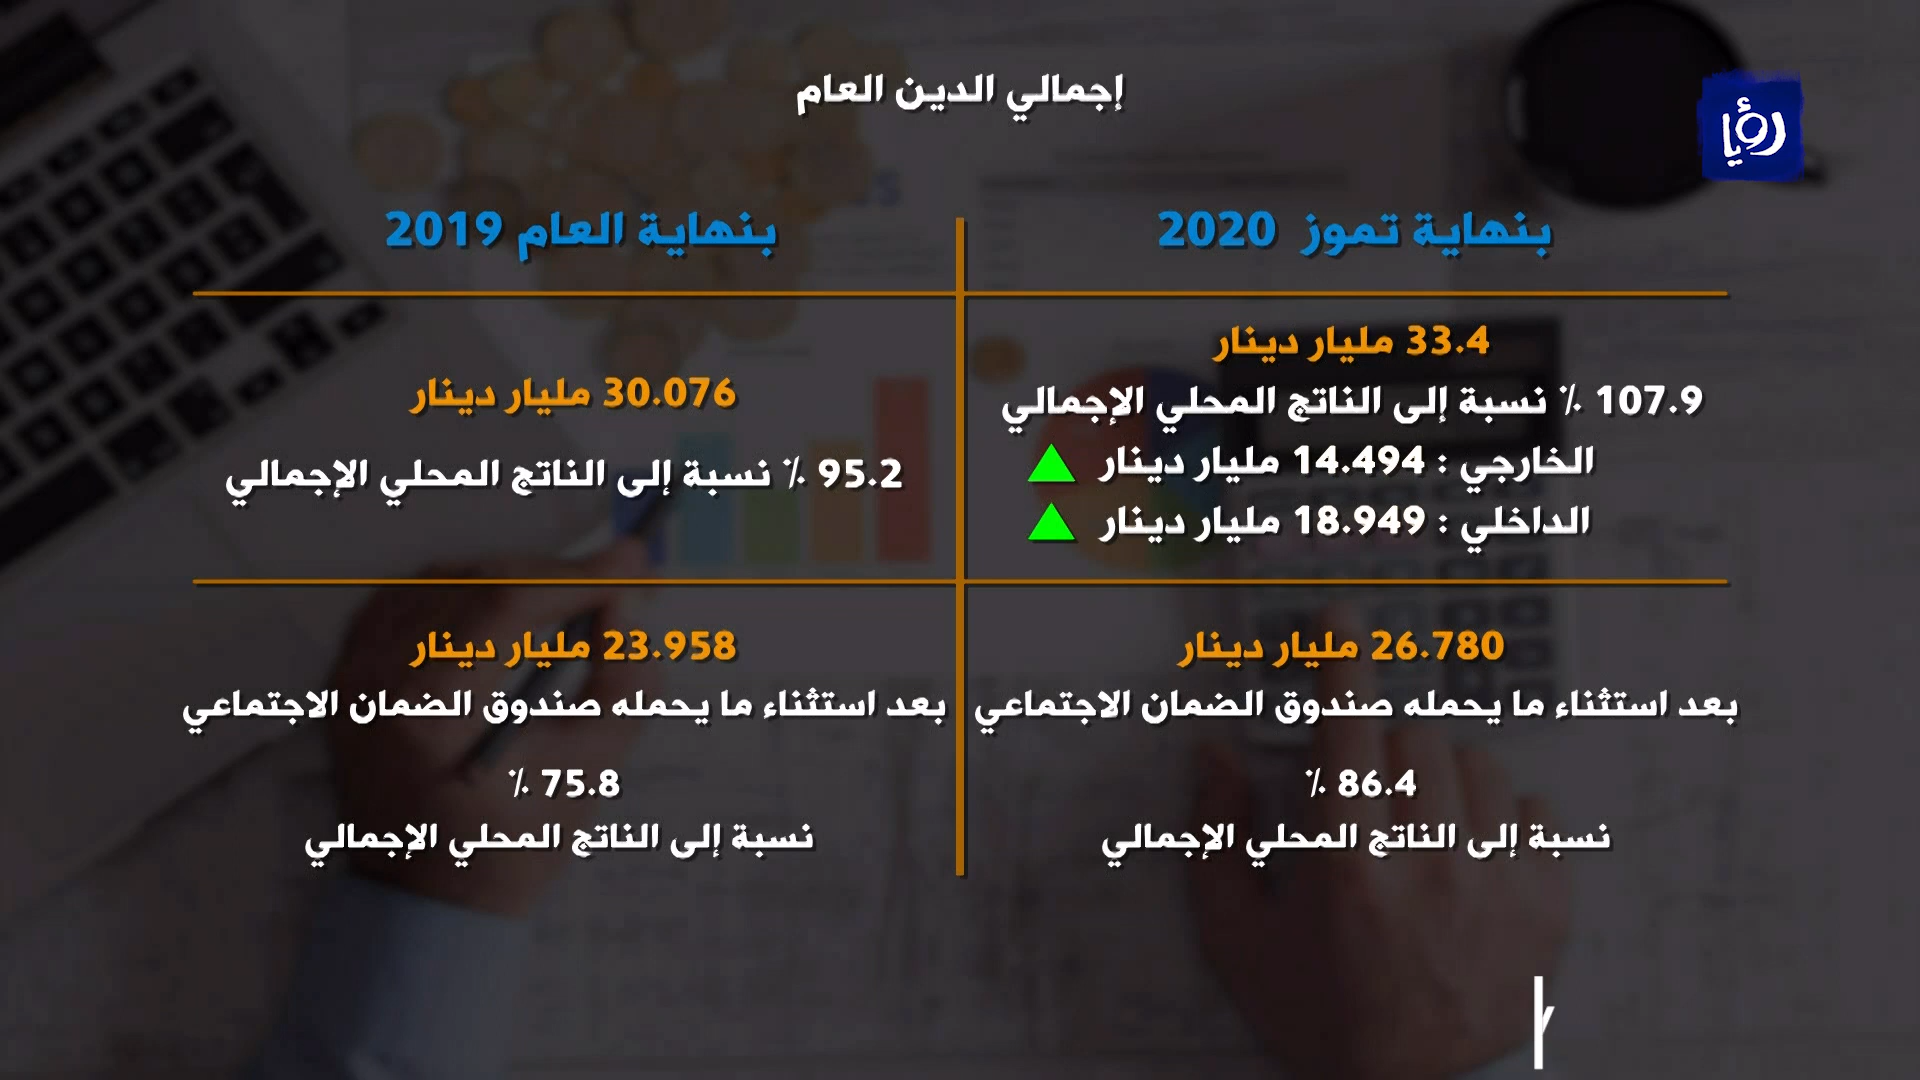 إجمالي الدين العام
رؤيا
بنهاية تموز 2020
33.4 مليار دينار
107.9 % نسبة إلى الناتج المحلي الإجمالي
الخارجي : 14.494 مليار دينار
الداخلي : 18.949 مليار دينار
26.780 مليار دينار
بعد استثناء ما يحمله صندوق الضمان الاجتماعي
86.4 %
نسبة إلى الناتج المحلي الإجمالي
بنهاية العام 2019
30.076 مليار دينار
95.2 % نسبة إلى الناتج المحلي الإجمالي
23.958 مليار دينار
بعد استثناء ما يحمله صندوق الضمان الاجتماعي
75.8 %
نسبة إلى الناتج المحلي الإجمالي